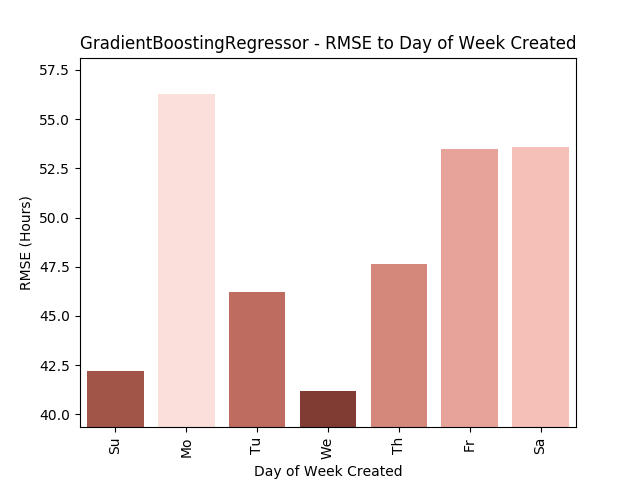 GradientBoostingRegressor - RMSE to Day of Week Created
57.5
55.0
52.5
50.0
47.5
45.0
42.5
40.0
RMSE (Hours)
Su Mo Tu We Th Fr Sa
Day of Week Created